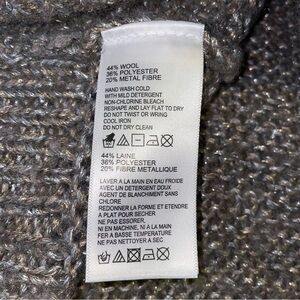 44% WOOL
36% POLYESTER
20% METAL FIBRE
HAND WASH COLD
WITH MILD DETERGENT
NON-CHLORINE BLEACH
RESHAPE AND LAY FLAT TO DRY
DO NOT TWIST OR WRING
COOL IRON
DO NOT DRY CLEAN
44% LAINE
36% POLYESTER
20% FIBRE METALLIQUE
LAVER A LA MAIN EN EAU FROIDE
AVEC UN DETERGENT DOUX
AGENT DE BLANCHIMENT SANS
CHLORE
REDONNER LA FORME ET ETENDRE
A PLAT POUR SECHER
NE PAS ESSORER,
NI EN MACHINE, NI A LA MAIN
FER A BASSE TEMPERATURE
NE PAS NETTOYER A SEC